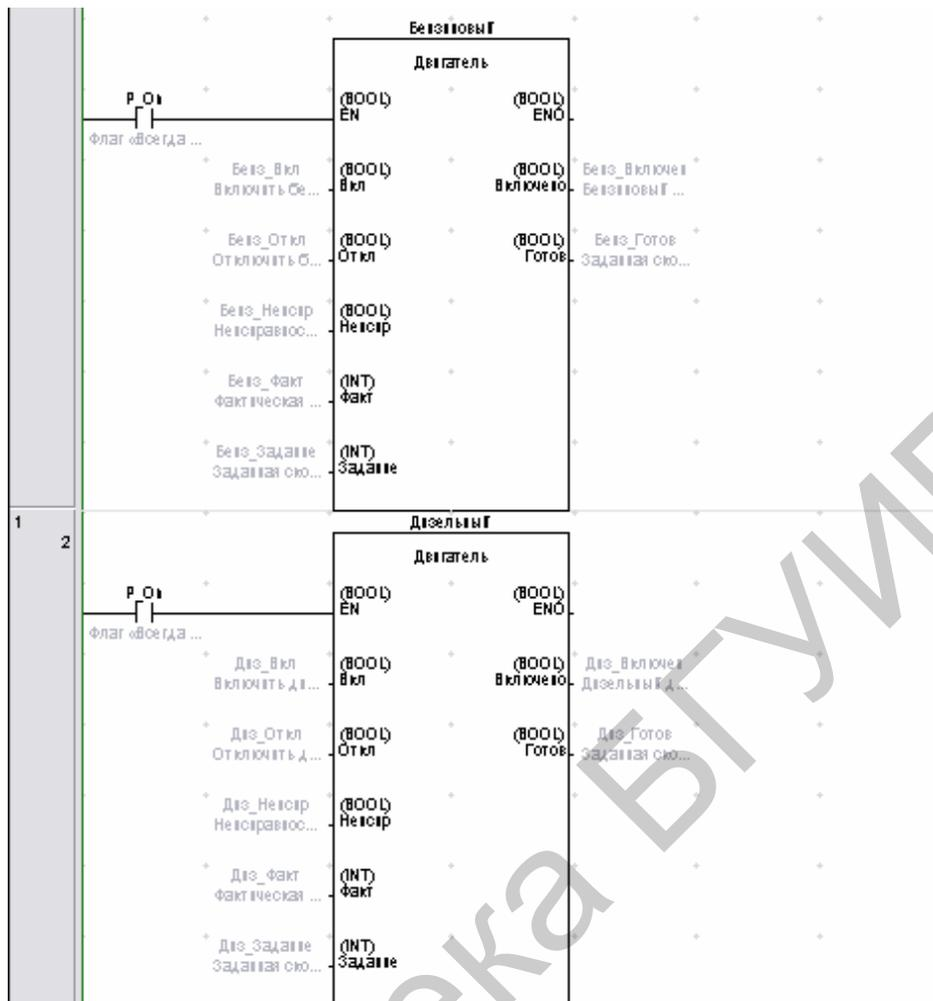 Бензиновый
Двигатель
P_On
Флаг «Всегда ...
(BOOL)
EN
(BOOL)
ENO
Бенз_Вкл
Включить бе...
(BOOL)
Вкл
(BOOL)
Включено
Бенз_Включен
Бензиновый ...
Бенз_Откл
Отключить б...
(BOOL)
Откл
(BOOL)
Готов
Бенз_Готов
Заданная ско...
Бенз_Неиспр
Неисправнос...
(BOOL)
Неиспр
Бенз_Факт
Фактическая ...
(INT)
Факт
Бенз_Задание
Заданная ско...
(INT)
Задание
1
2
Дизельный
Двигатель
P_On
Флаг «Всегда ...
(BOOL)
EN
(BOOL)
ENO
Диз_Вкл
Включить ди...
(BOOL)
Вкл
(BOOL)
Включено
Диз_Включен
Дизельный д...
Диз_Откл
Отключить д...
(BOOL)
Откл
(BOOL)
Готов
Диз_Готов
Заданная ско...
Диз_Неиспр
Неисправнос...
(BOOL)
Неиспр
Диз_Факт
Фактическая ...
(INT)
Факт
Диз_Задание
Заданная ско...
(INT)
Задание